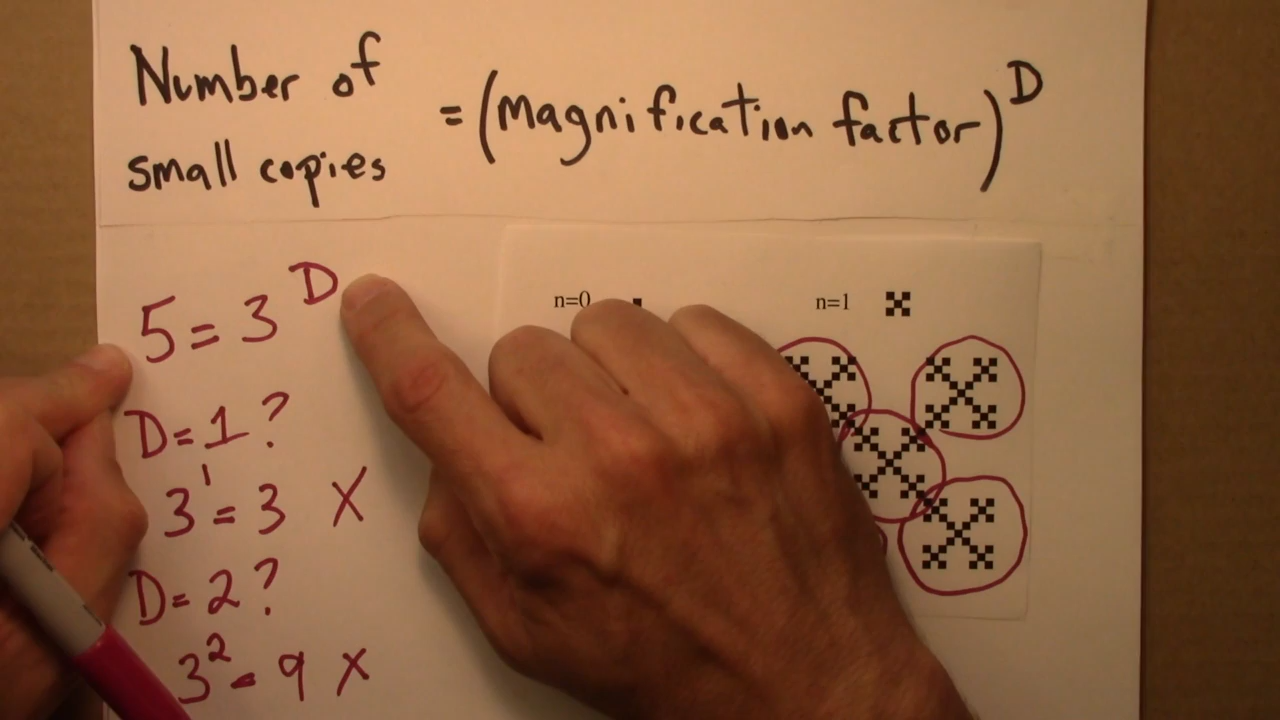 Number of
small copies = (magnification factor)^D
5 = 3^D
D = 1 ?
3^1 = 3 X
D = 2 ?
3^2 = 9 X
n=0
n=1